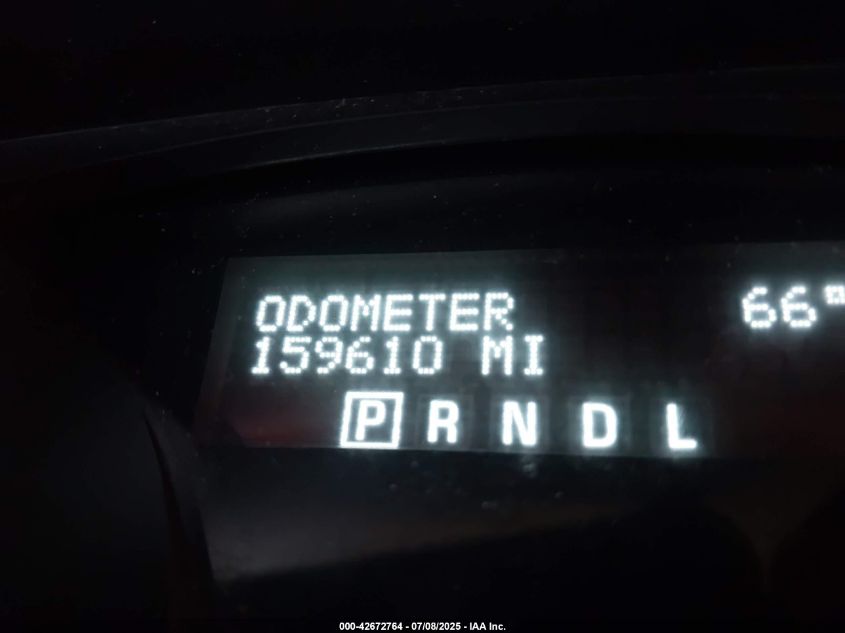 ODOMETER 66°
159610 MI
P R N D L
000-42672764 - 07/08/2025 - IAA Inc.